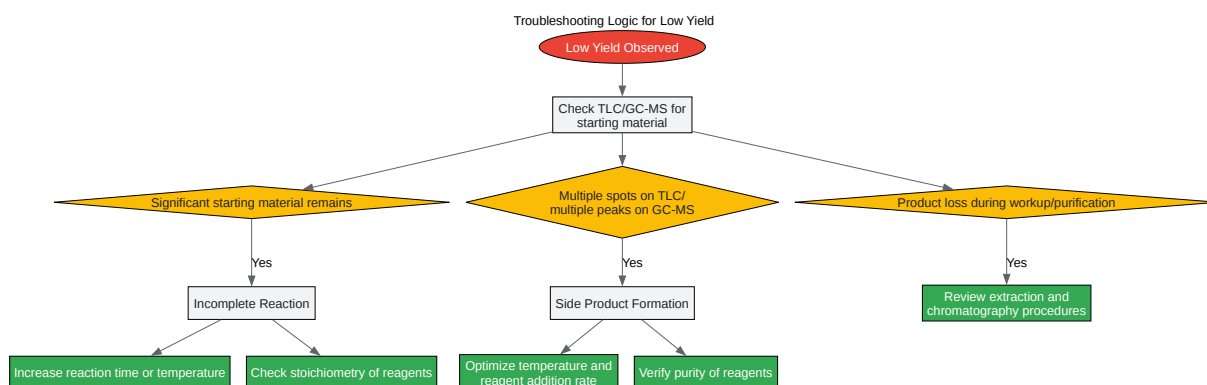 Troubleshooting Logic for Low Yield
Low Yield Observed
Check TLC/GC-MS for
starting material
Significant starting material remains
Multiple spots on TLC/
multiple peaks on GC-MS
Product loss during workup/purification
Yes
Yes
Yes
Incomplete Reaction
Side Product Formation
Review extraction and
chromatography procedures
Increase reaction time or temperature
Check stoichiometry of reagents
Optimize temperature and
reagent addition rate
Verify purity of reagents